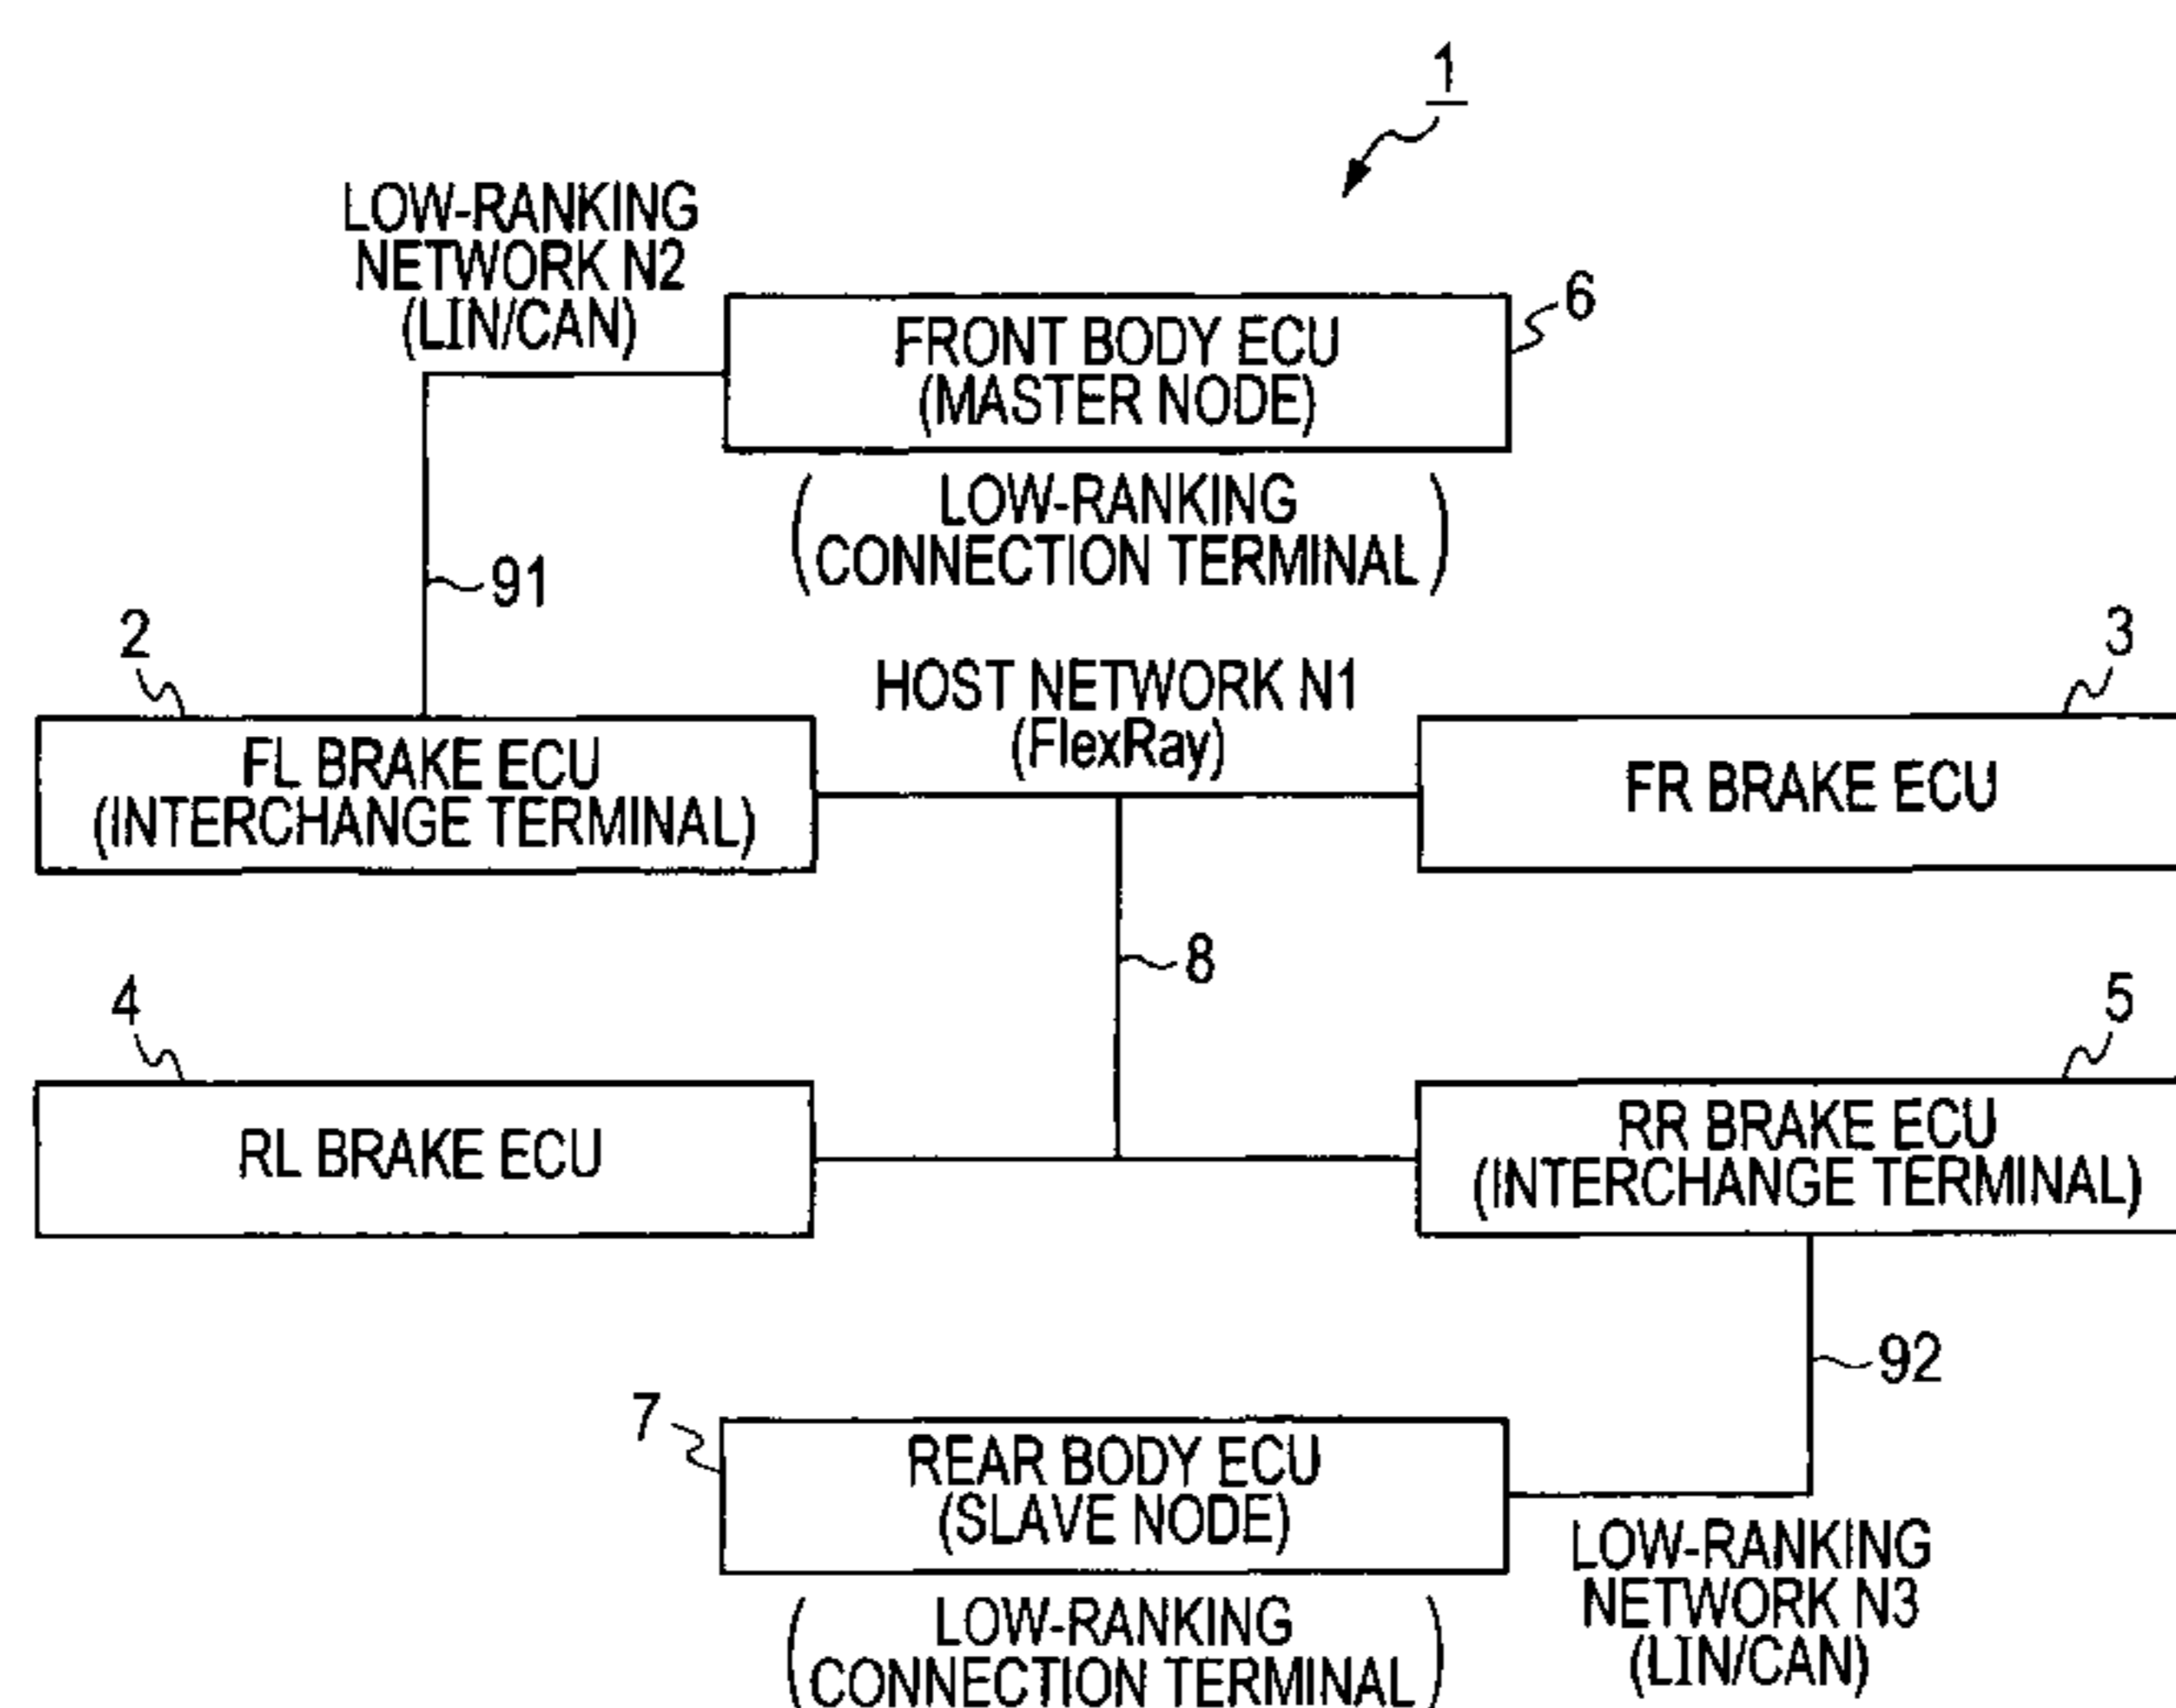 1
LOW-RANKING
NETWORK N2
(LIN/CAN)
6
FRONT BODY ECU
(MASTER NODE)
(LOW-RANKING
CONNECTION TERMINAL)
91
2
3
HOST NETWORK N1
(FlexRay)
FL BRAKE ECU
(INTERCHANGE TERMINAL)
FR BRAKE ECU
8
4
5
RL BRAKE ECU
RR BRAKE ECU
(INTERCHANGE TERMINAL)
92
7
REAR BODY ECU
(SLAVE NODE)
(LOW-RANKING
CONNECTION TERMINAL)
LOW-RANKING
NETWORK N3
(LIN/CAN)